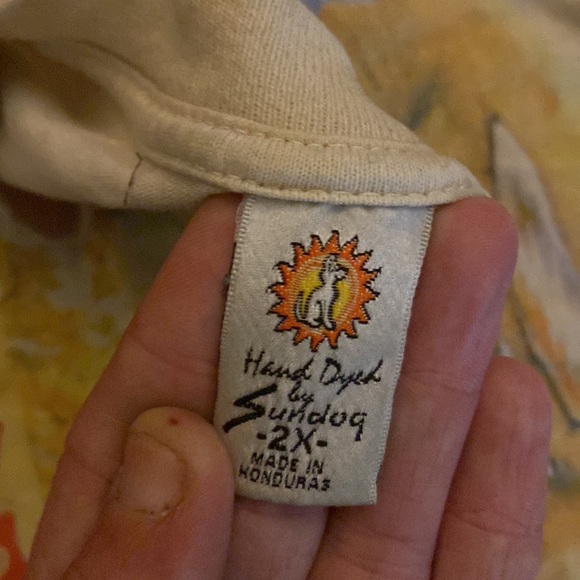 Hand Dyed
by
Sundog
-2X-
MADE IN
HONDURAS